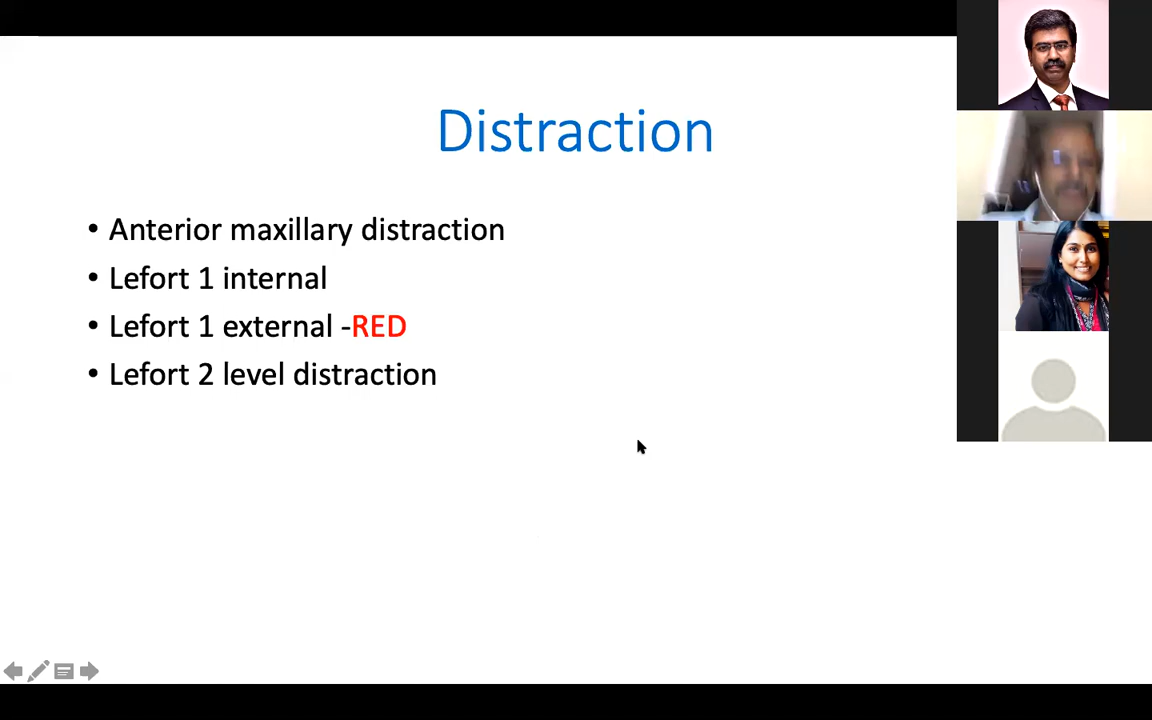 Distraction
• Anterior maxillary distraction
• Lefort 1 internal
• Lefort 1 external -RED
• Lefort 2 level distraction